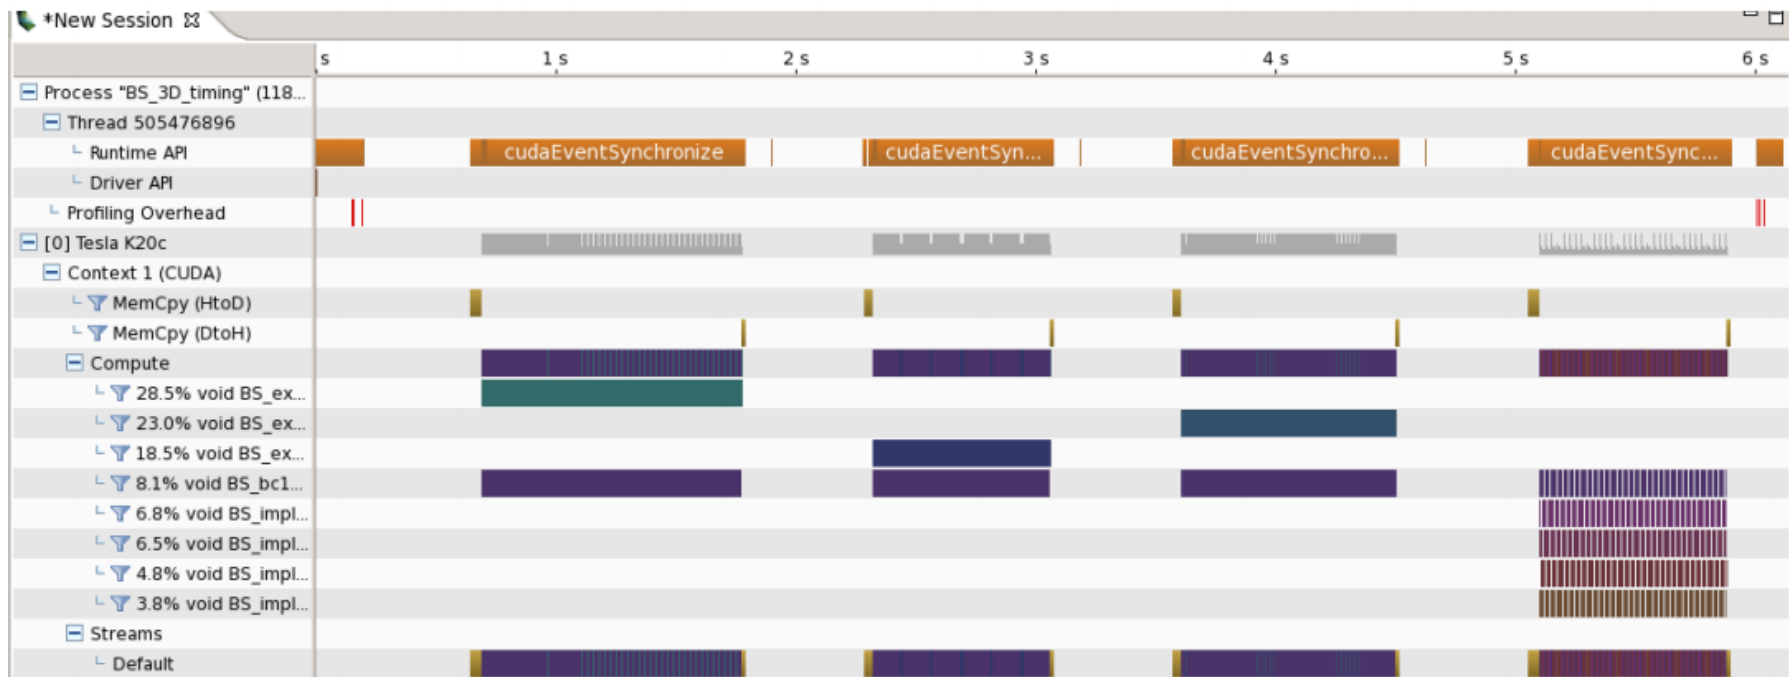 *New Session
s 1 s 2 s 3 s 4 s 5 s 6 s
Process "BS_3D_timing" (118...
Thread 505476896
Runtime API cudaEventSynchronize cudaEventSyn... cudaEventSynchro... cudaEventSync...
Driver API
Profiling Overhead
[0] Tesla K20c
Context 1 (CUDA)
MemCpy (HtoD)
MemCpy (DtoH)
Compute
28.5% void BS_ex...
23.0% void BS_ex...
18.5% void BS_ex...
8.1% void BS_bc1...
6.8% void BS_impl...
6.5% void BS_impl...
4.8% void BS_impl...
3.8% void BS_impl...
Streams
Default